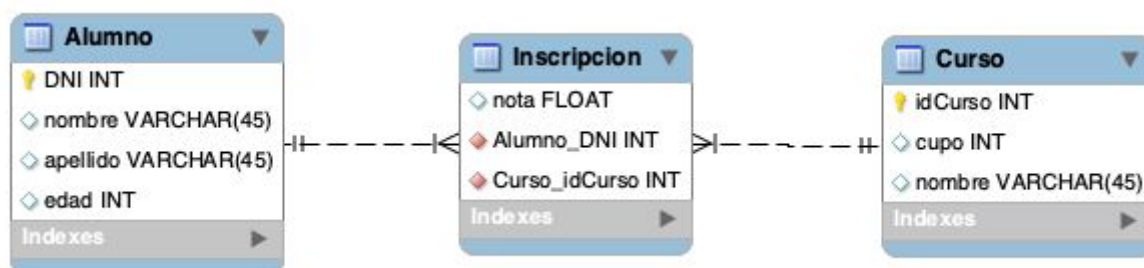 Alumno
DNI INT
nombre VARCHAR(45)
apellido VARCHAR(45)
edad INT
Indexes
Inscripcion
nota FLOAT
Alumno_DNI INT
Curso_idCurso INT
Indexes
Curso
idCurso INT
cupo INT
nombre VARCHAR(45)
Indexes